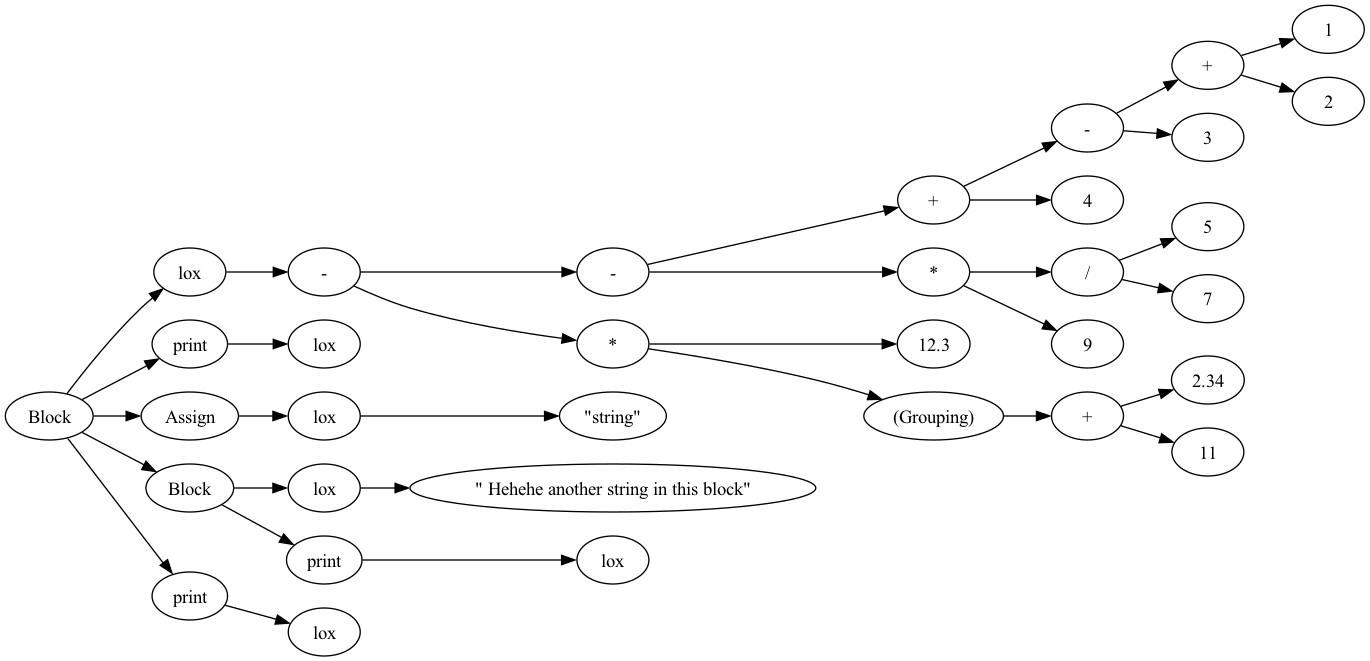 1
+
2
-
3
+
4
5
lox
-
-
*
/
7
print
lox
*
12.3
9
2.34
Block
Assign
lox
"string"
(Grouping)
+
11
Block
lox
" Hehehe another string in this block"
print
lox
print
lox